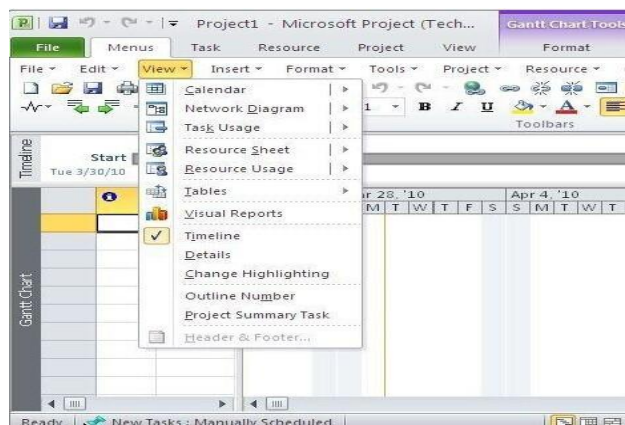 Project1 - Microsoft Project (Tech...
Gantt Chart Tools
File Menus Task Resource Project View Format
File Edit View Insert Format Tools Project Resource
1 B I U A
Toolbars
Calendar
Network Diagram
Task Usage
Resource Sheet
Resource Usage
Tables
Visual Reports
Timeline
Details
Change Highlighting
Outline Number
Project Summary Task
Header & Footer...
Timeline
Start
Tue 3/30/10
28, '10 Apr 4, '10
M T W T F S S M T W T
Gantt Chart
Ready New Tasks : Manually Scheduled